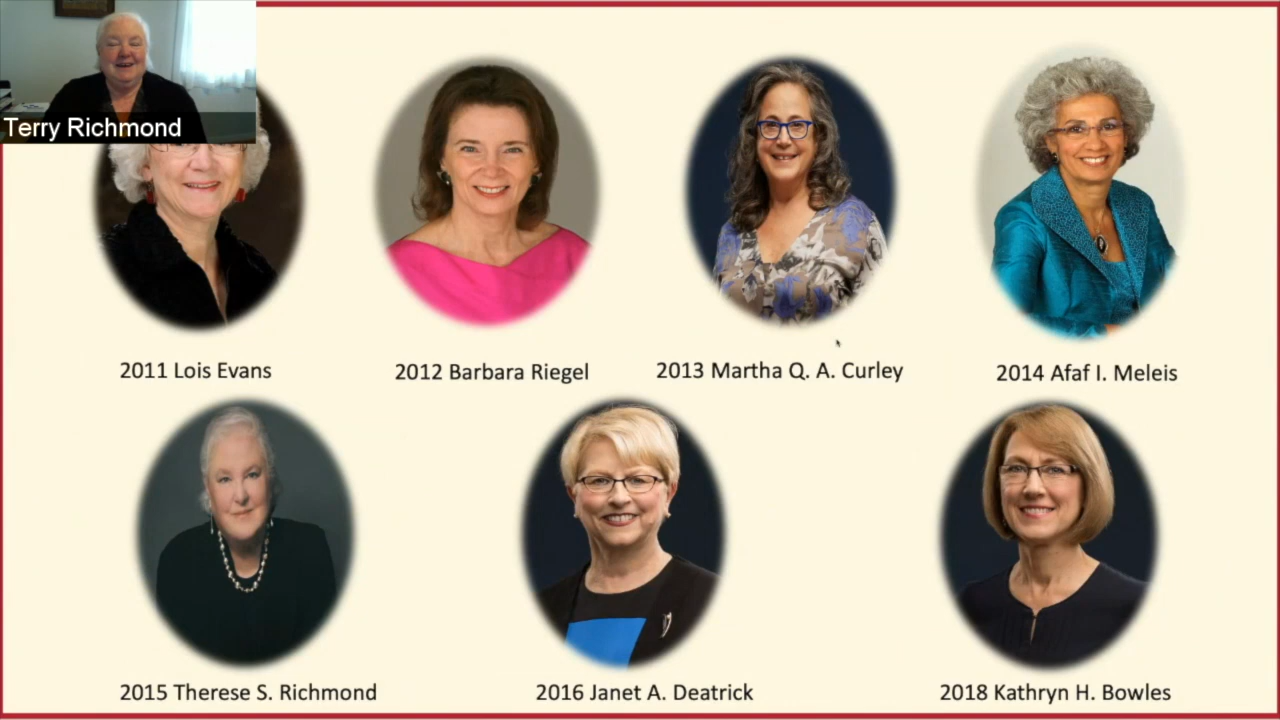 Terry Richmond
2011 Lois Evans
2012 Barbara Riegel
2013 Martha Q. A. Curley
2014 Afaf I. Meleis
2015 Therese S. Richmond
2016 Janet A. Deatrick
2018 Kathryn H. Bowles